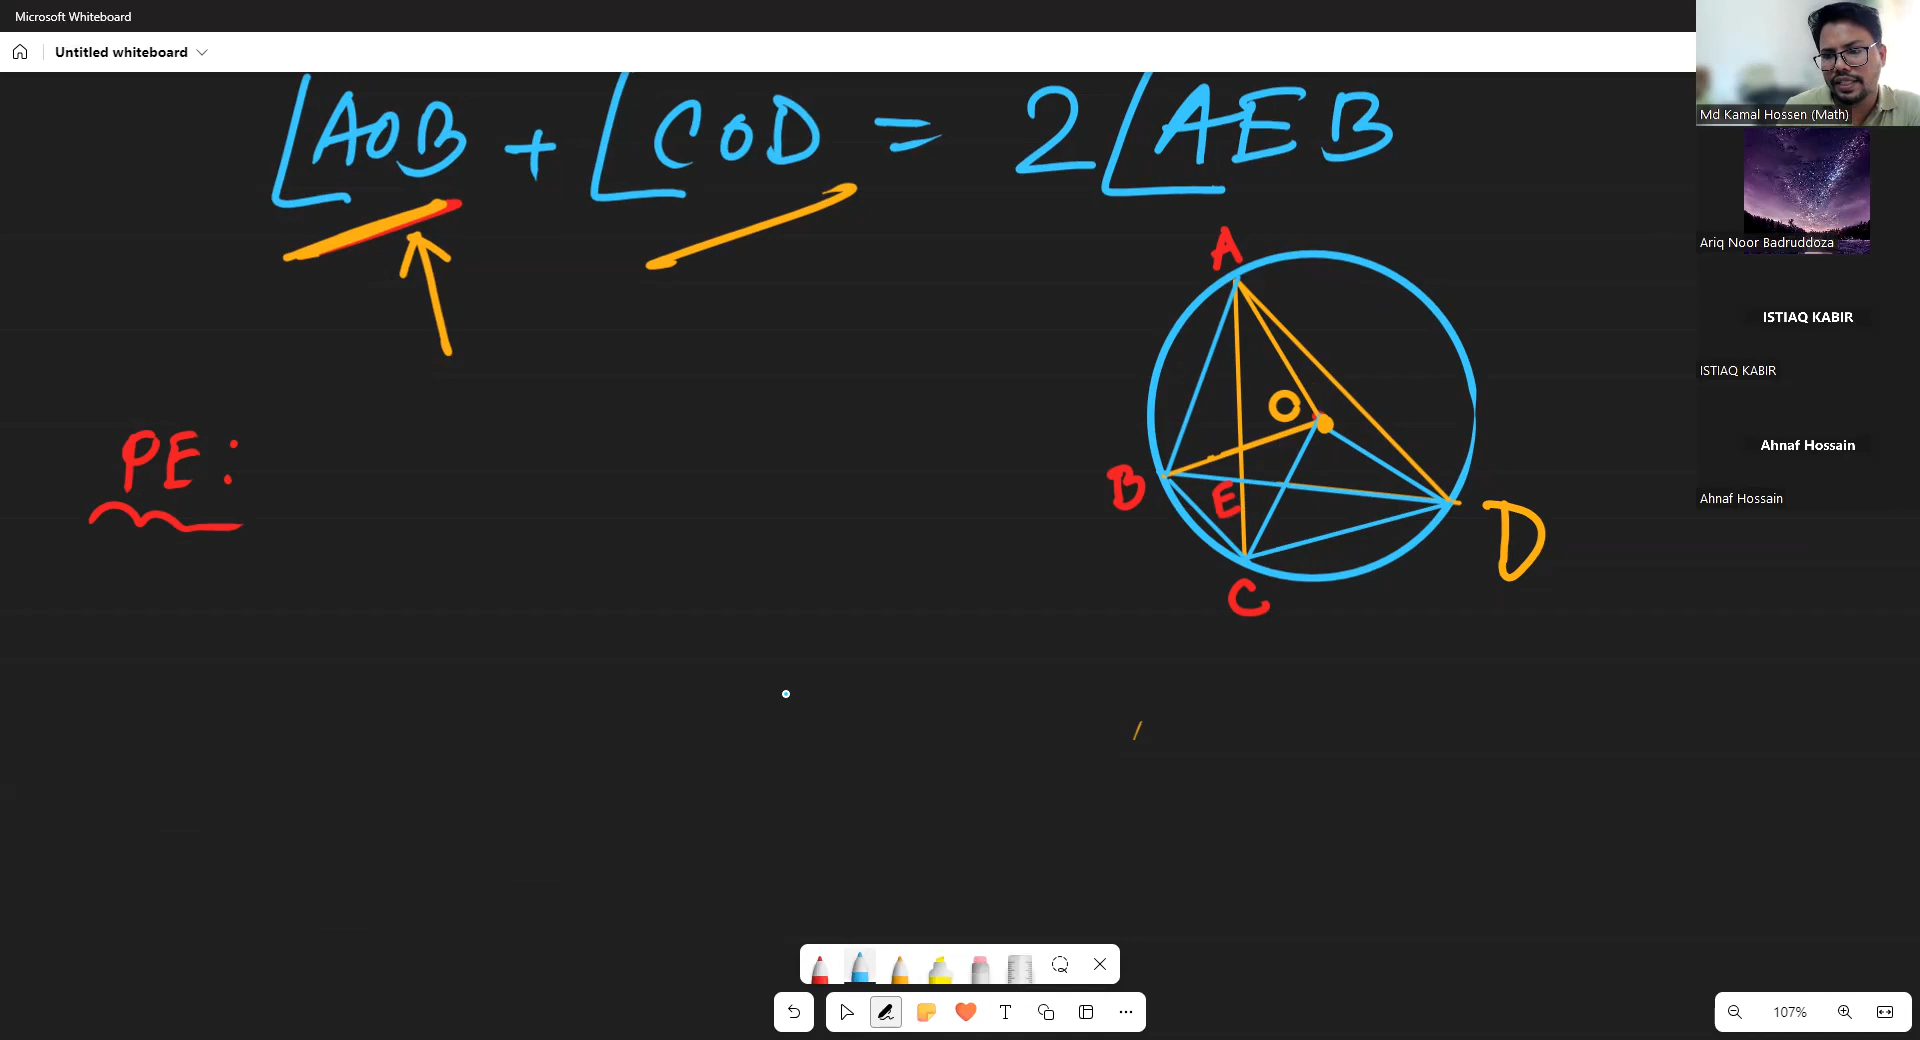 Microsoft Whiteboard
Untitled whiteboard
∠AOB + ∠COD = 2∠AEB
Md Kamal Hossen (Math)
Ariq Noor Badruddoza
ISTIAQ KABIR
ISTIAQ KABIR
Ahnaf Hossain
Ahnaf Hossain
A
O
B
E
D
C
PE:
T
107%